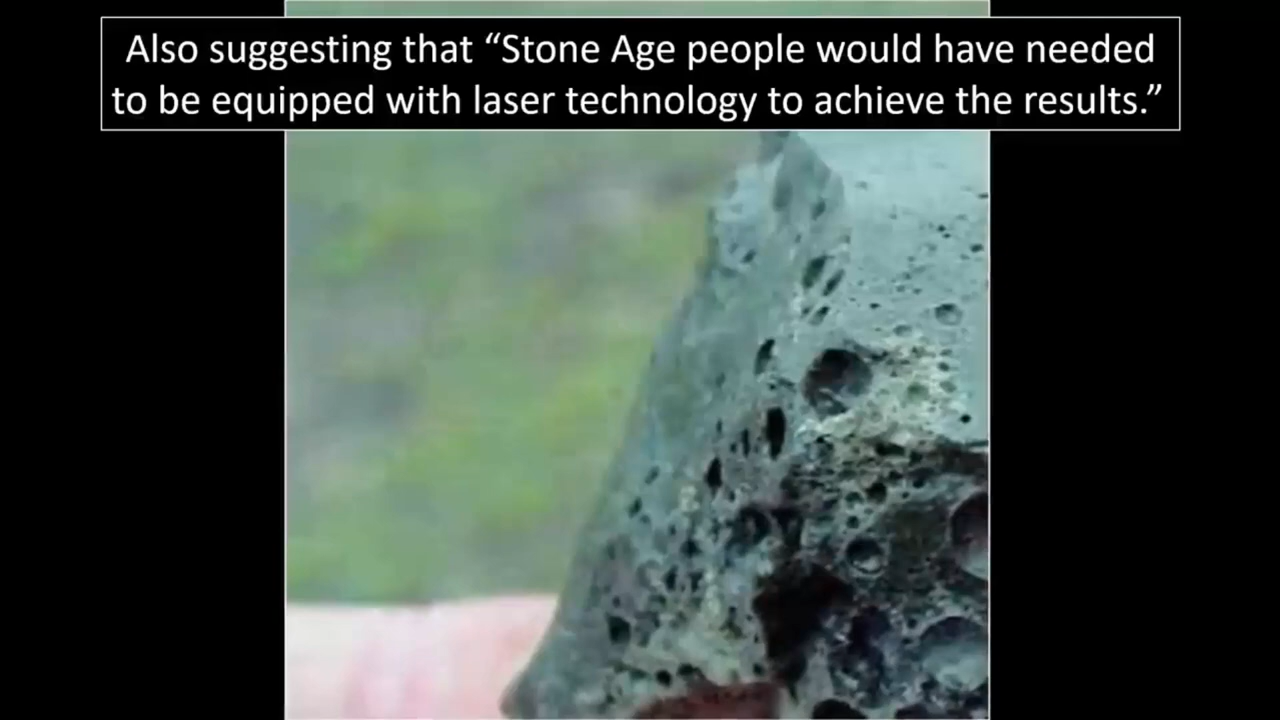 Also suggesting that “Stone Age people would have needed
to be equipped with laser technology to achieve the results.”